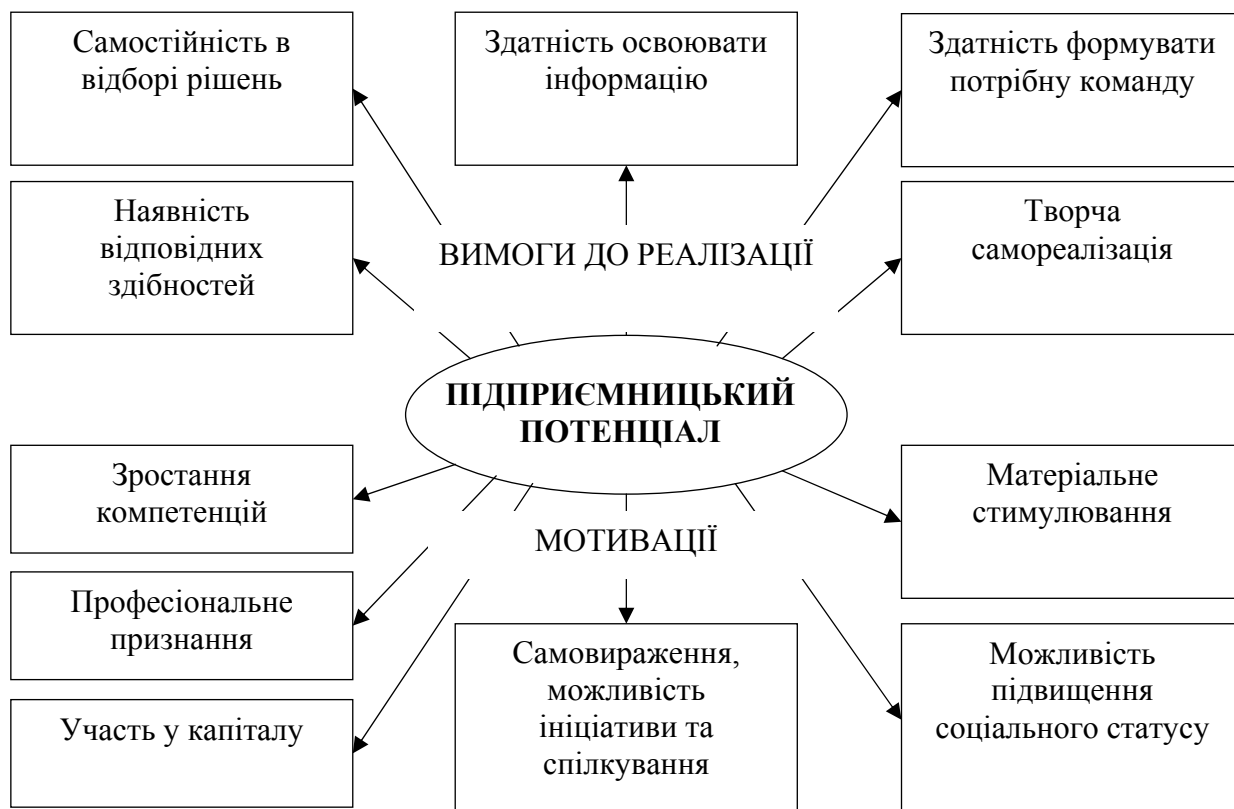 Самостійність в
відборі рішень
Здатність освоювати
інформацію
Здатність формувати
потрібну команду
Наявність
відповідних
здібностей
ВИМОГИ ДО РЕАЛІЗАЦІЇ
Творча
самореалізація
ПІДПРИЄМНИЦЬКИЙ
ПОТЕНЦІАЛ
Зростання
компетенцій
МОТИВАЦІЇ
Матеріальне
стимулювання
Професіональне
признання
Участь у капіталу
Самовираження,
можливість
ініціативи та
спілкування
Можливість
підвищення
соціального статусу